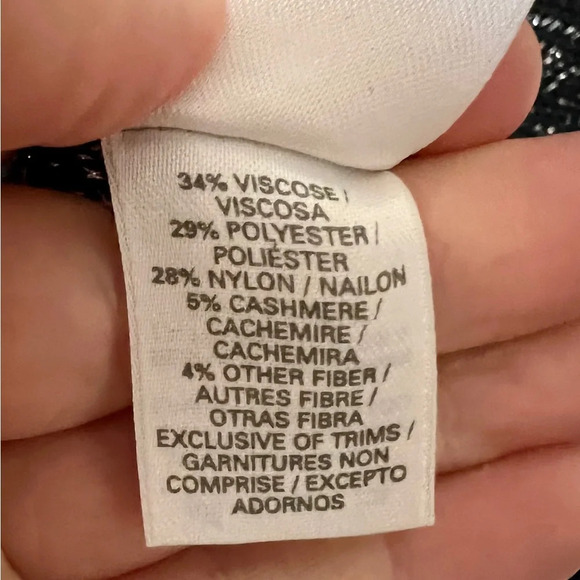 34% VISCOSE /
VISCOSA
29% POLYESTER /
POLIÉSTER
28% NYLON / NAILON
5% CASHMERE /
CACHEMIRE /
CACHEMIRA
4% OTHER FIBER /
AUTRES FIBRE /
OTRAS FIBRA
EXCLUSIVE OF TRIMS /
GARNITURES NON
COMPRISE / EXCEPTO
ADORNOS